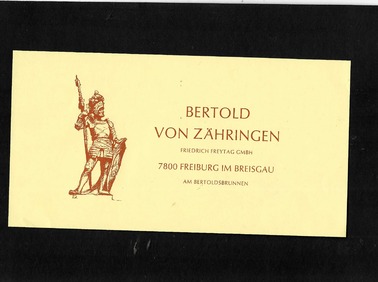 BERTOLD
VON ZÄHRINGEN
FRIEDRICH FREYTAG GMBH
7800 FREIBURG IM BREISGAU
AM BERTOLDSBRUNNEN